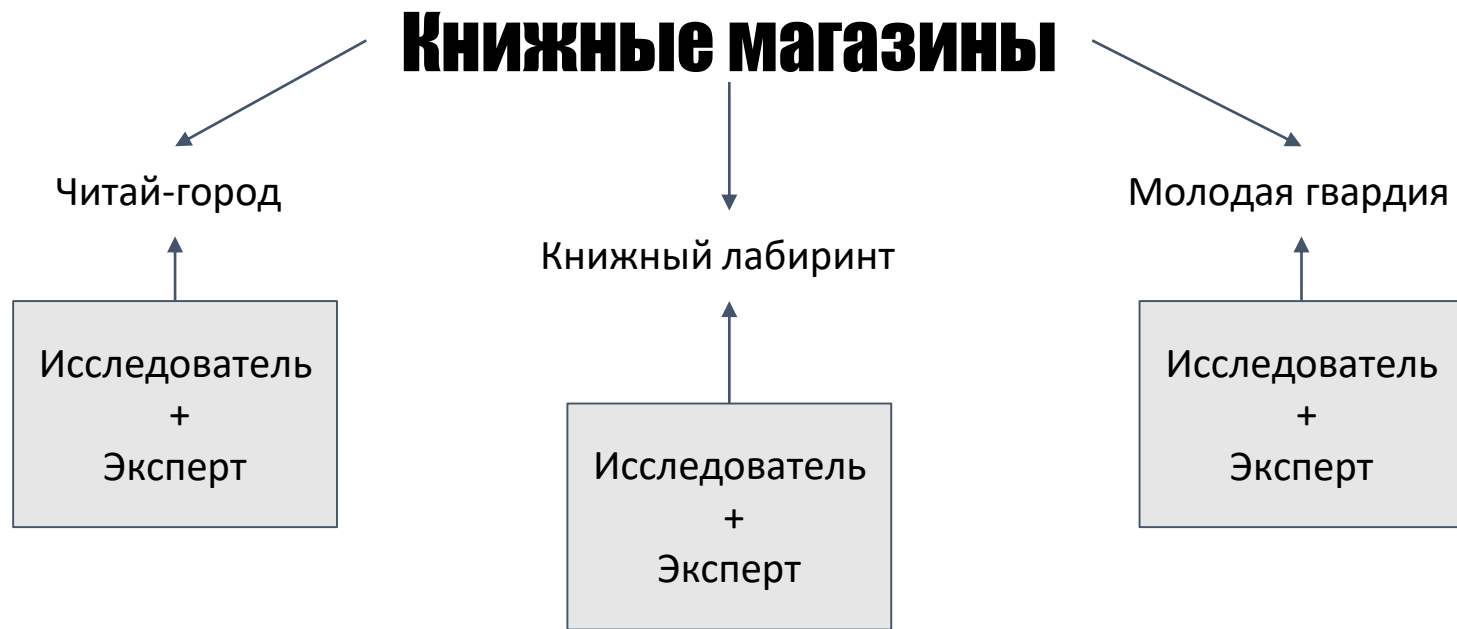 Книжные магазины
Читай-город
Книжный лабиринт
Молодая гвардия
Исследователь
+
Эксперт
Исследователь
+
Эксперт
Исследователь
+
Эксперт